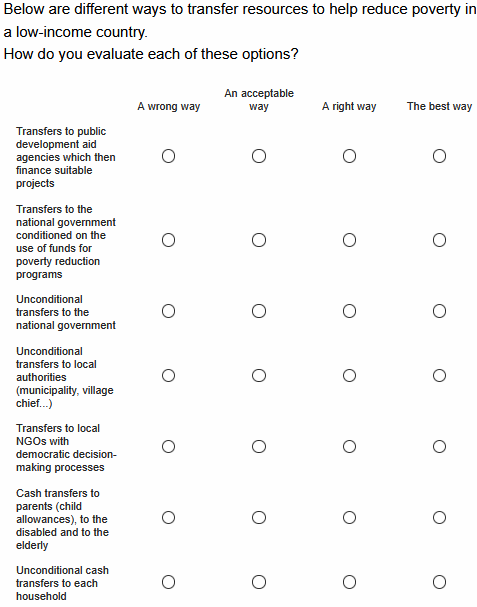 Below are different ways to transfer resources to help reduce poverty in
a low-income country.
How do you evaluate each of these options?
A wrong way
An acceptable
way
A right way
The best way
Transfers to public
development aid
agencies which then
finance suitable
projects
Transfers to the
national government
conditioned on the
use of funds for
poverty reduction
programs
Unconditional
transfers to the
national government
Unconditional
transfers to local
authorities
(municipality, village
chief...)
Transfers to local
NGOs with
democratic decision-
making processes
Cash transfers to
parents (child
allowances), to the
disabled and to the
elderly
Unconditional cash
transfers to each
household